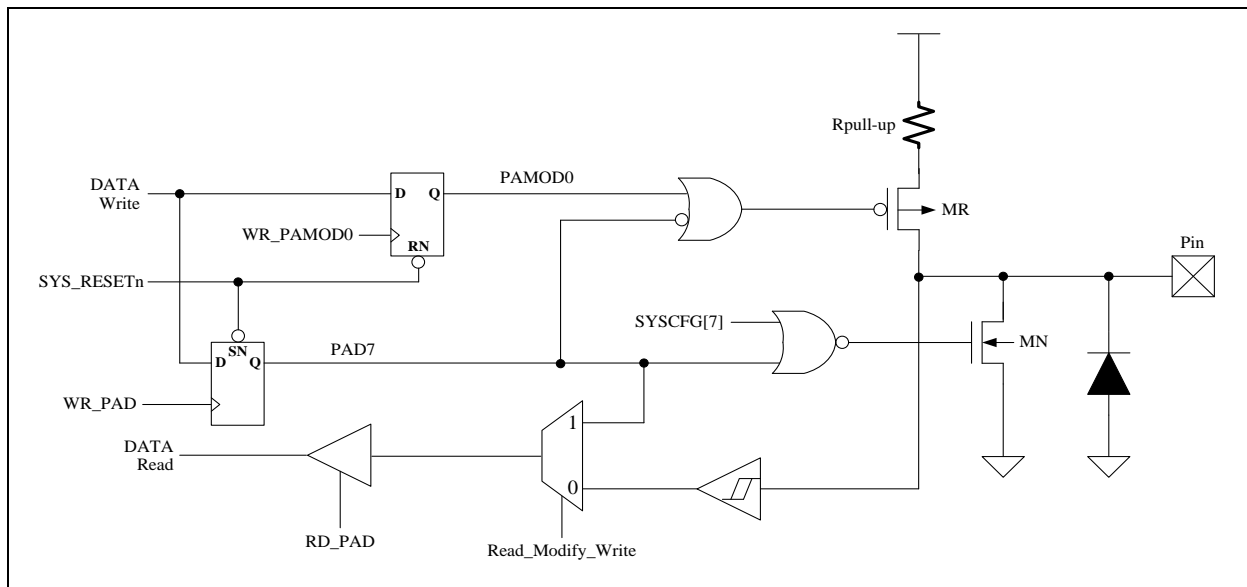 Rpull-up
DATA
Write
D
Q
PAMOD0
MR
WR_PAMOD0
RN
Pin
SYS_RESETn
SYSCFG[7]
SN
D
Q
PAD7
MN
WR_PAD
1
DATA
Read
0
RD_PAD
Read_Modify_Write